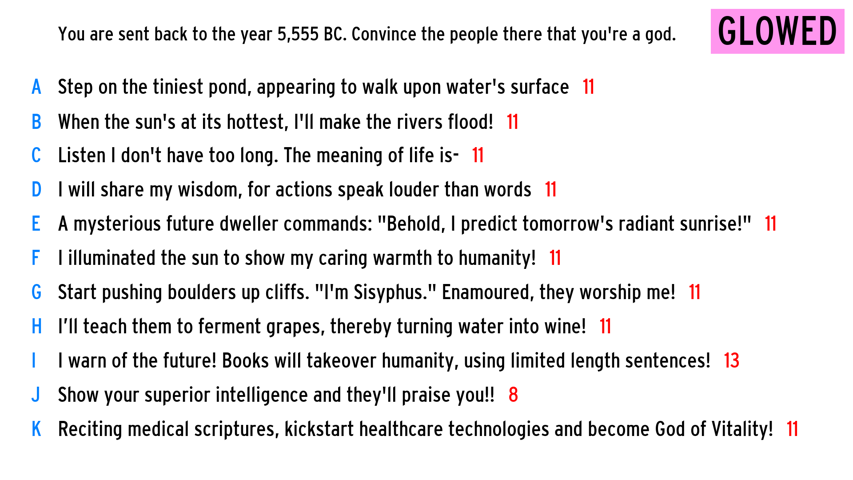 You are sent back to the year 5,555 BC. Convince the people there that you're a god.
GLOWED
A Step on the tiniest pond, appearing to walk upon water's surface 11
B When the sun's at its hottest, I'll make the rivers flood! 11
C Listen I don't have too long. The meaning of life is- 11
D I will share my wisdom, for actions speak louder than words 11
E A mysterious future dweller commands: "Behold, I predict tomorrow's radiant sunrise!" 11
F I illuminated the sun to show my caring warmth to humanity! 11
G Start pushing boulders up cliffs. "I'm Sisyphus." Enamoured, they worship me! 11
H I’ll teach them to ferment grapes, thereby turning water into wine! 11
I I warn of the future! Books will takeover humanity, using limited length sentences! 13
J Show your superior intelligence and they'll praise you!! 8
K Reciting medical scriptures, kickstart healthcare technologies and become God of Vitality! 11